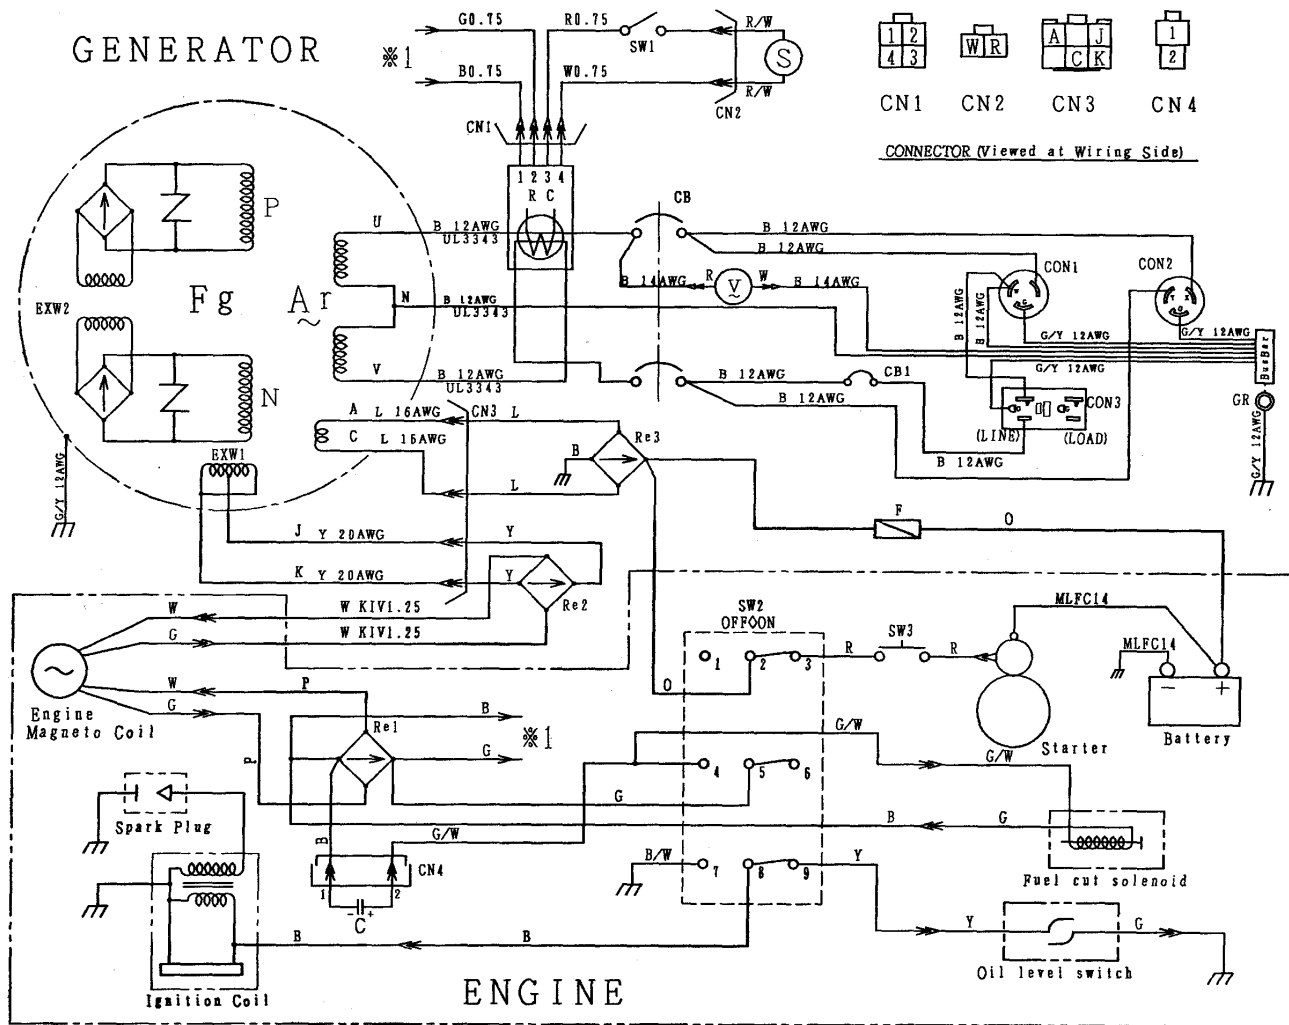 GENERATOR
※1
G0.75
R0.75
R/W
SW1
S
B0.75
W0.75
R/W
CN1
CN2
1 2
4 3
W R
A J
C K
1
2
CN1
CN2
CN3
CN4
CONNECTOR (Viewed at Wiring Side)
1 2 3 4
R C
W
P
EXW2
Fg
Ar
N
U
B 12AWG
UL3343
N
B 12AWG
UL3343
V
B 12AWG
UL3343
CB
B 12AWG
B 12AWG
B 14AWG
R
V
W
B 14AWG
CON1
W
G
CON2
Y X
G
B 12AWG
B 12AWG
G/Y 12AWG
G/Y 12AWG
G/Y 12AWG
BusBar
GR
G/Y 12AWG
B 12AWG
CB1
B 12AWG
CON3
G
G
(LINE)
(LOAD)
B 12AWG
A
L 16AWG
CN3
L
C
L 16AWG
L
B
Re3
EXW1
G/Y 12AWG
J
Y 20AWG
Y
K
Y 20AWG
Y
Re2
F
O
W
W KIV1.25
G
W KIV1.25
W
P
G
Engine
Magneto Coil
P
Re1
B
G
※1
SW2
OFF◇ON
1
2
3
R
SW3
R
O
MLFC14
MLFC14
−
+
Starter
Battery
G/W
G/W
4
5
6
G
G/W
B
B
G
Fuel cut solenoid
Spark Plug
CN4
1
2
- +
C
B/W
7
8
9
Y
Y
G
Oil level switch
B
B
Ignition Coil
ENGINE